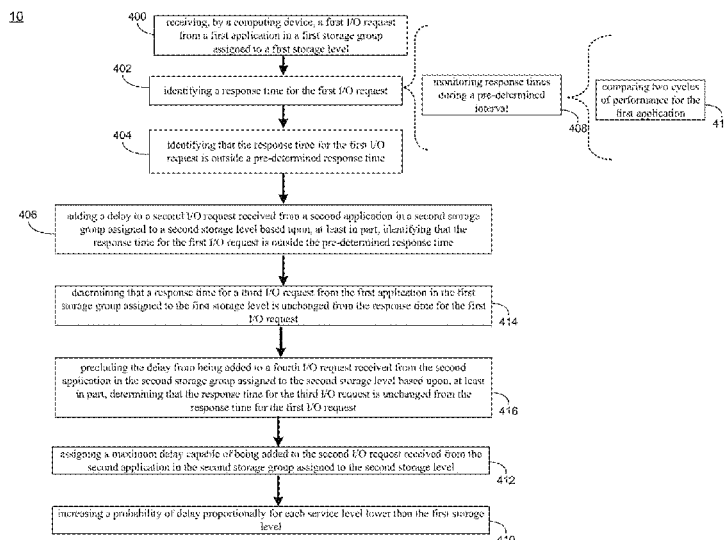 10
400
receiving, by a computing device, a first I/O request
from a first application in a first storage group
assigned to a first storage level
402
identifying a response time for the first I/O request
monitoring response times
during a pre-determined
interval
408
comparing two cycles
of performance for the
first application
41
404
identifying that the response time for the first I/O
request is outside a pre-determined response time
406
adding a delay to a second I/O request received from a second application in a second storage
group assigned to a second storage level based upon, at least in part, identifying that the
response time for the first I/O request is outside the pre-determined response time
determining that a response time for a third I/O request from the first application in the first
storage group assigned to the first storage level is unchanged from the response time for the first
I/O request
414
precluding the delay from being added to a fourth I/O request received from the second
application in the second storage group assigned to the second storage level based upon, at least
in part, determining that the response time for the third I/O request is unchanged from the
response time for the first I/O request
416
assigning a maximum delay capable of being added to the second I/O request received from the
second application in the second storage group assigned to the second storage level
412
increasing a probability of delay proportionally for each service level lower than the first storage
level